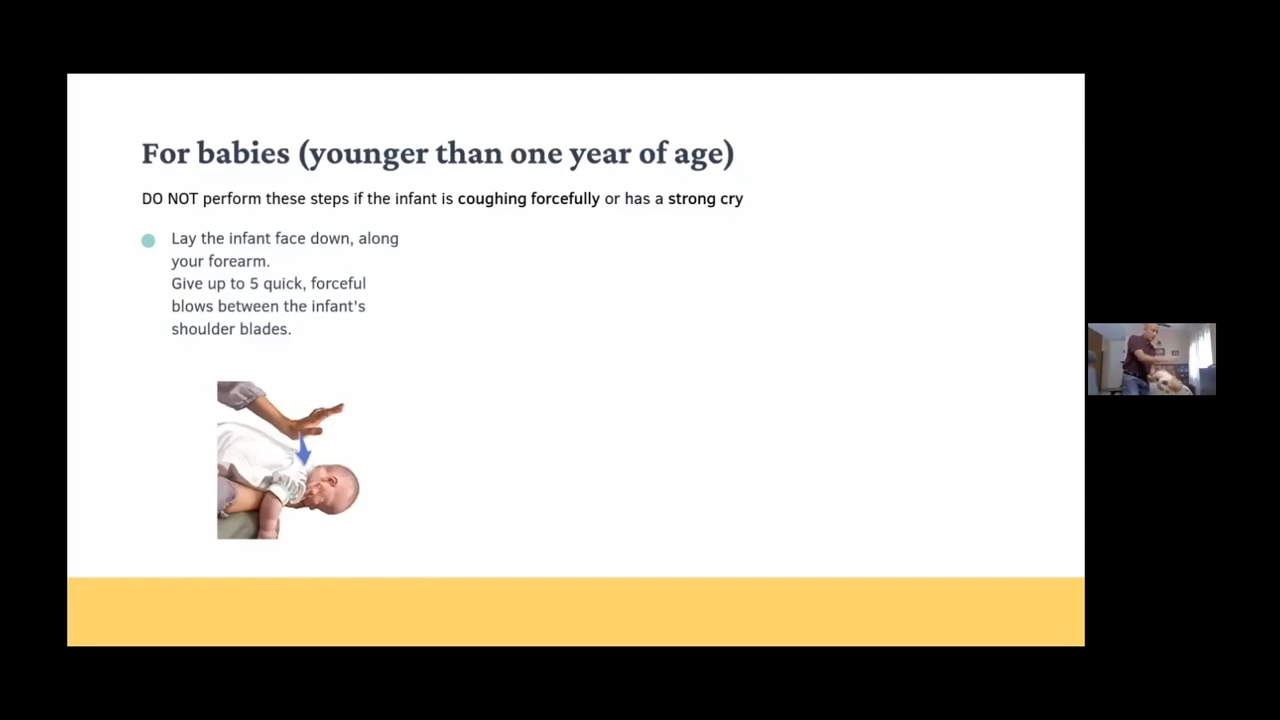 For babies (younger than one year of age)
DO NOT perform these steps if the infant is coughing forcefully or has a strong cry
Lay the infant face down, along
your forearm.
Give up to 5 quick, forceful
blows between the infant's
shoulder blades.